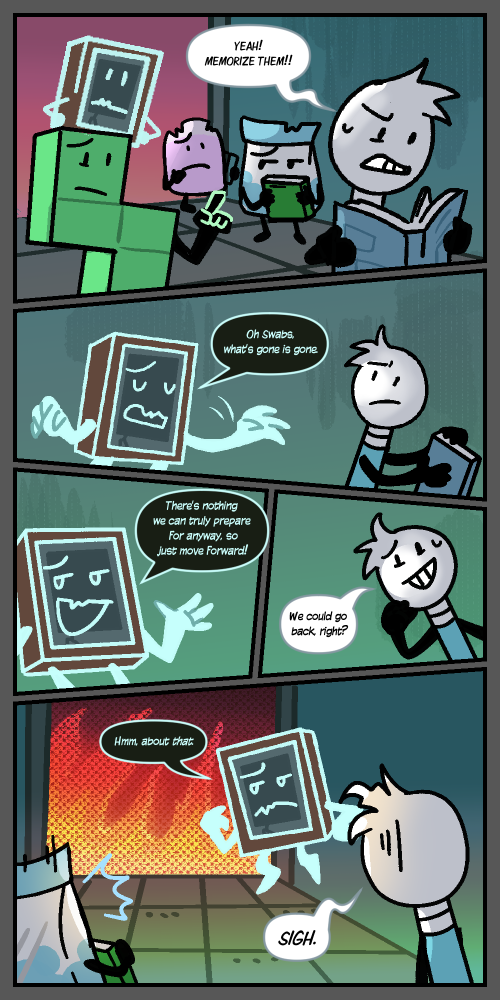 YEAH!
MEMORIZE THEM!!
Oh Swabs,
what's gone is gone.
There's nothing
we can truly prepare
for anyway, so
just move forward!
We could go
back, right?
Hmm, about that.
SIGH.